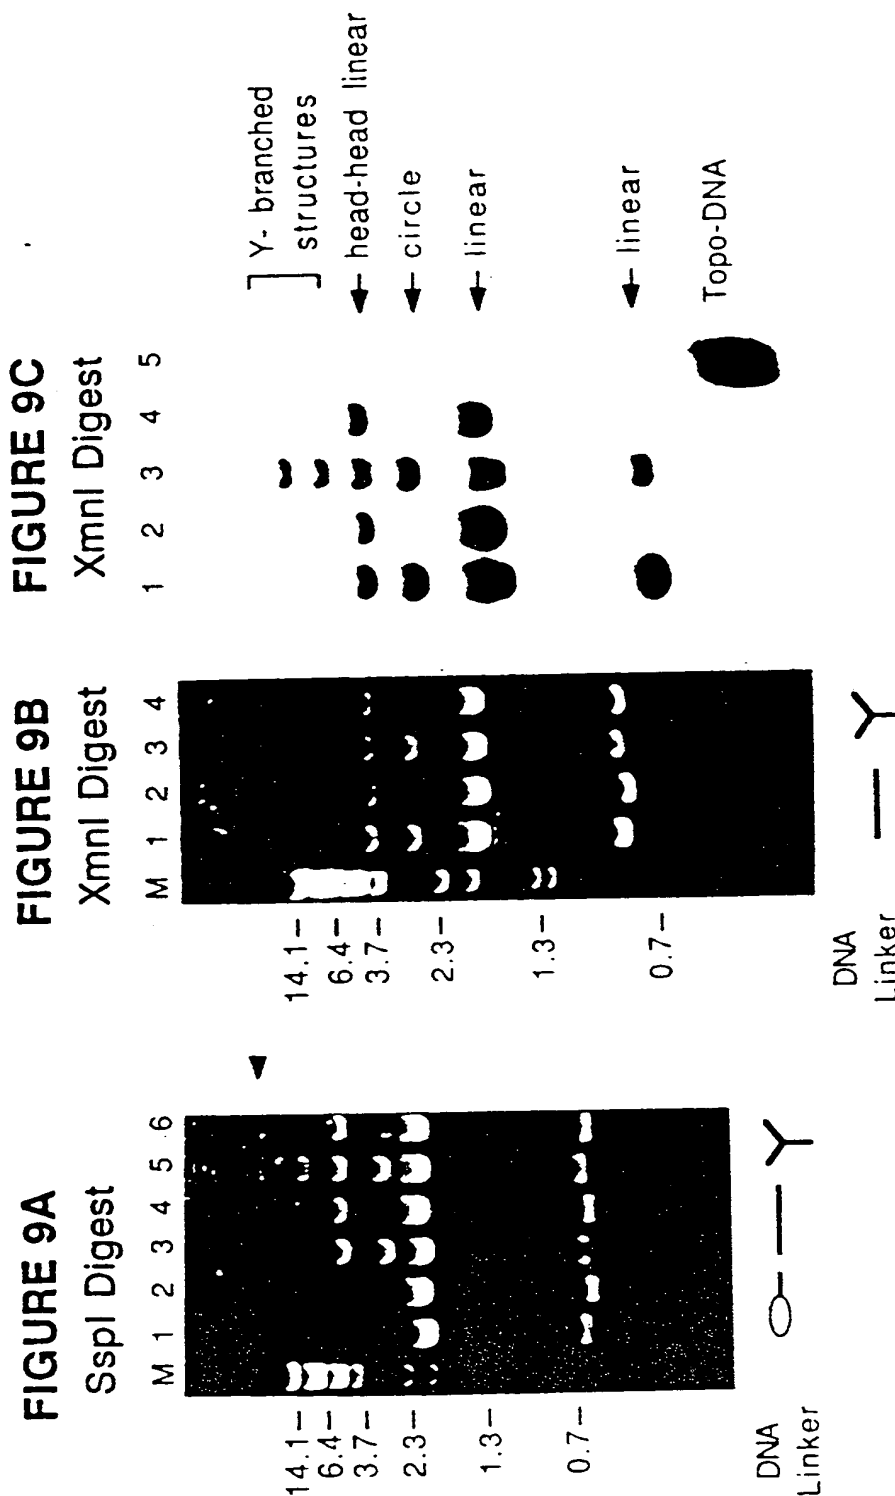 FIGURE 9A
SspI Digest
M 1 2 3 4 5 6
14.1-
6.4-
3.7-
2.3-
1.3-
0.7-
DNA
Linker
FIGURE 9B
XmnI Digest
M 1 2 3 4
14.1-
6.4-
3.7-
2.3-
1.3-
0.7-
DNA
Linker
FIGURE 9C
XmnI Digest
1 2 3 4 5
Y- branched
structures
head-head linear
circle
linear
linear
Topo-DNA